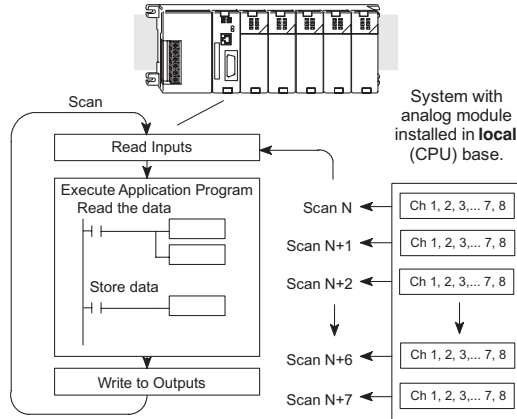 Scan
System with
analog module
installed in local
(CPU) base.
Read Inputs
Execute Application Program
Read the data
Store data
Write to Outputs
Scan N
Ch 1, 2, 3,... 7, 8
Scan N+1
Ch 1, 2, 3,... 7, 8
Scan N+2
Ch 1, 2, 3,... 7, 8
Scan N+6
Ch 1, 2, 3,... 7, 8
Scan N+7
Ch 1, 2, 3,... 7, 8